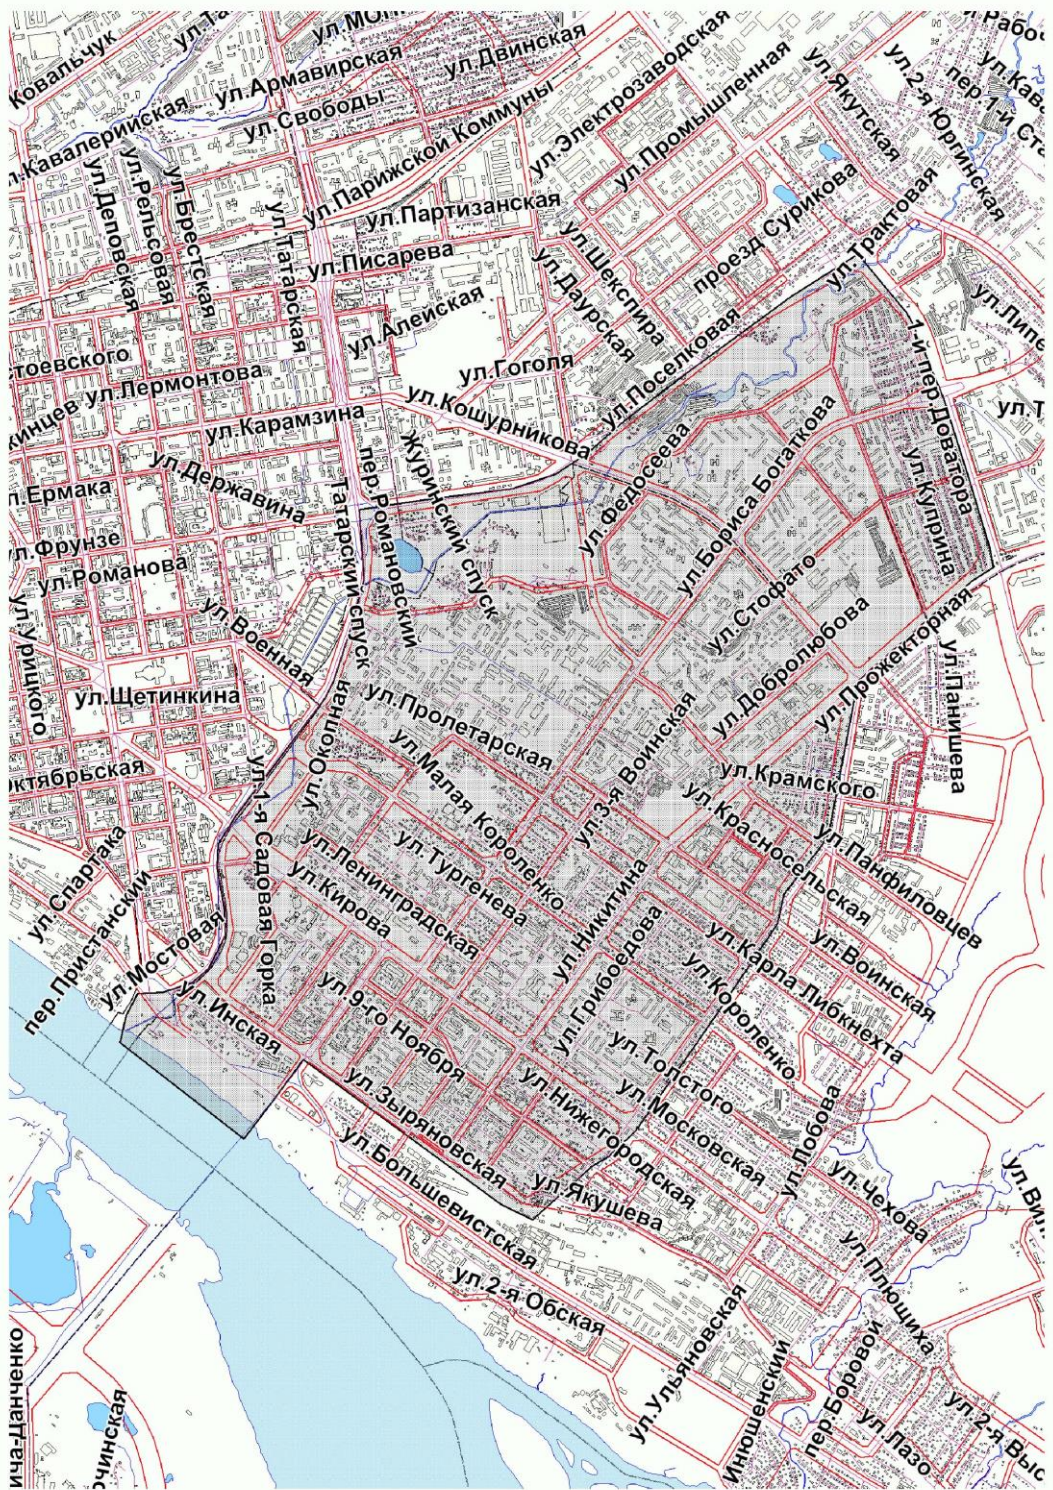 Ковальчук
ул.Армавирская
ул.Двинская
ул.Свободы
ул.Парижской Коммуны
ул.Электрозаводская
ул.Промышленная
ул.Якутская
ул.2-я Юргинская
ул.Рельсовая
ул.Деповская
ул.Брестская
ул.Татарская
ул.Партизанская
ул.Писарева
ул.Алейская
ул.Шекспира
ул.Даурская
проезд Сурикова
ул.Трактовая
ул.Лермонтова
ул.Гоголя
ул.Поселковая
1-й пер.Доватора
ул.Карамзина
ул.Кошурникова
ул.Державина
Журинский спуск
пер.Романовский
Татарский спуск
ул.Федосеева
ул.Бориса Богаткова
ул.Куприна
ул.Романова
ул.Стофато
ул.Военная
ул.Добролюбова
ул.Прожекторная
ул.Панишева
ул.Щетинкина
ул.Пролетарская
ул.Окопная
ул.Малая Короленко
ул.3-я Воинская
ул.Крамского
ул.Красносельская
ул.Панфиловцев
ул.1-я Садовая Горка
ул.Тургенева
ул.Ленинградская
ул.Кирова
ул.Спартака
пер.Пристанский
ул.Мостовая
ул.Никитина
ул.Грибоедова
ул.Воинская
ул.Карла Либкнехта
ул.Короленко
ул.Инская
ул.9-го Ноября
ул.Толстого
ул.Московская
ул.Нижегородская
ул.Зыряновская
ул.Лобова
ул.Чехова
ул.Якушева
ул.Большевистская
ул.2-я Обская
ул.Плющиха
ул.Ульяновская
Инюшенский
пер.Боровой
ул.Лазо